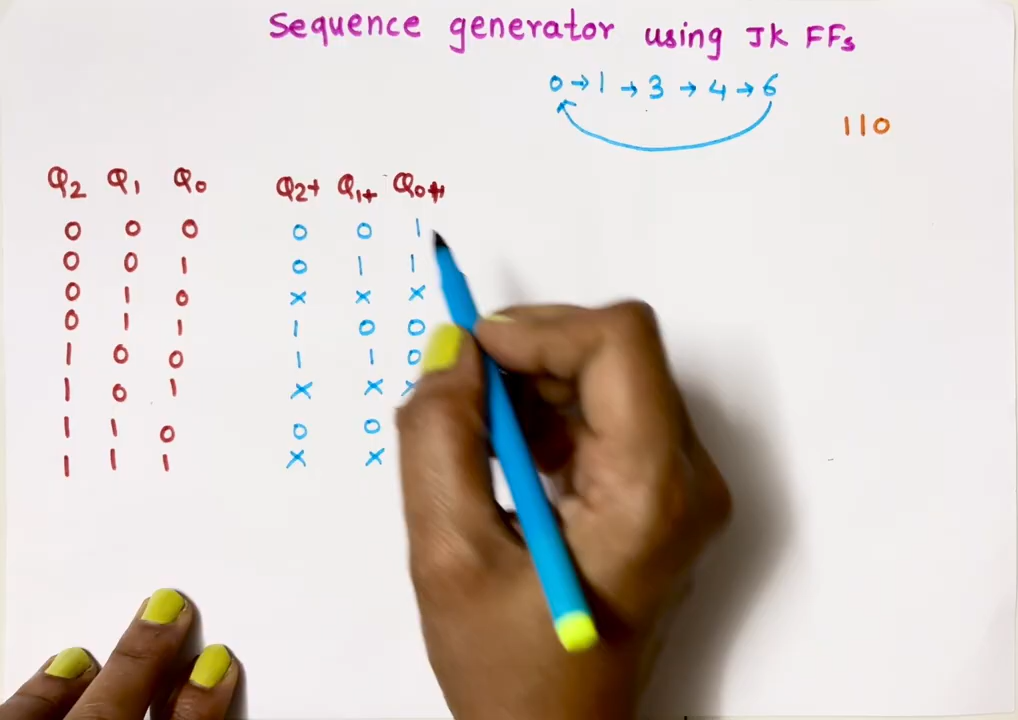 Sequence generator using JK FFs
0 → 1 → 3 → 4 → 6
110
Q2 Q1 Q0 Q2+ Q1+ Q0+
0 0 0 0 0 1
0 0 1 0 1 1
0 1 0 x x x
0 1 1 1 0 0
1 0 0 1 1 0
1 0 1 x x x
1 1 0 0 0
1 1 1 x x